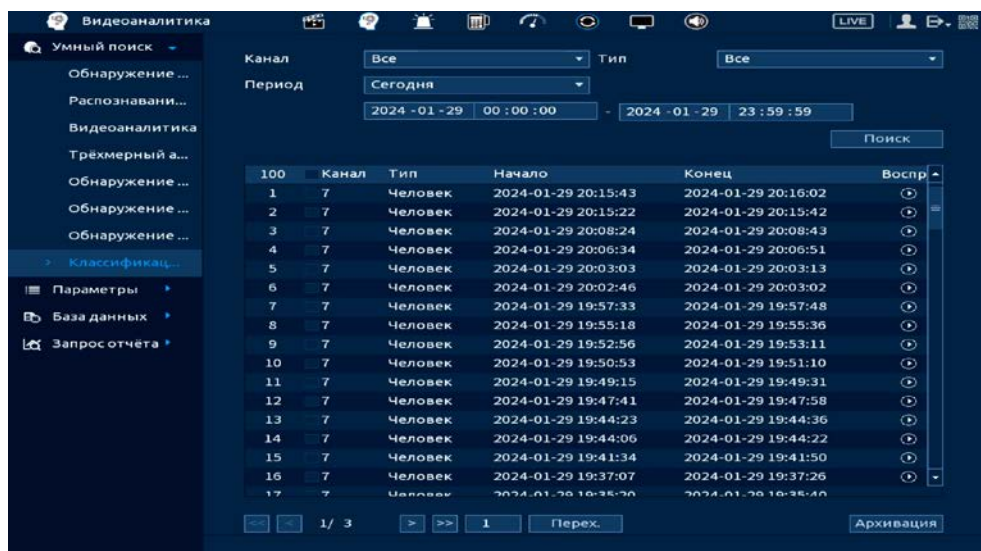 Видеоаналитика LIVE
Умный поиск
Обнаружение ...
Распознавани...
Видеоаналитика
Трёхмерный а...
Обнаружение ...
Обнаружение ...
Обнаружение ...
> Классификац...
Параметры
База данных
Запрос отчёта
Канал Все Тип Все
Период Сегодня
2024 -01 -29 00 : 00 : 00 - 2024 -01 -29 23 : 59 : 59
Поиск
100 Канал Тип Начало Конец Воспр
1 7 Человек 2024-01-29 20:15:43 2024-01-29 20:16:02
2 7 Человек 2024-01-29 20:15:22 2024-01-29 20:15:42
3 7 Человек 2024-01-29 20:08:24 2024-01-29 20:08:43
4 7 Человек 2024-01-29 20:06:34 2024-01-29 20:06:51
5 7 Человек 2024-01-29 20:03:03 2024-01-29 20:03:13
6 7 Человек 2024-01-29 20:02:46 2024-01-29 20:03:02
7 7 Человек 2024-01-29 19:57:33 2024-01-29 19:57:48
8 7 Человек 2024-01-29 19:55:18 2024-01-29 19:55:36
9 7 Человек 2024-01-29 19:52:56 2024-01-29 19:53:11
10 7 Человек 2024-01-29 19:50:53 2024-01-29 19:51:10
11 7 Человек 2024-01-29 19:49:15 2024-01-29 19:49:31
12 7 Человек 2024-01-29 19:47:41 2024-01-29 19:47:58
13 7 Человек 2024-01-29 19:44:23 2024-01-29 19:44:36
14 7 Человек 2024-01-29 19:44:06 2024-01-29 19:44:22
15 7 Человек 2024-01-29 19:41:34 2024-01-29 19:41:50
16 7 Человек 2024-01-29 19:37:07 2024-01-29 19:37:26
17 7 Человек 2024-01-29 19:35:20 2024-01-29 19:35:40
<< < 1/ 3 > >> 1 Перех. Архивация